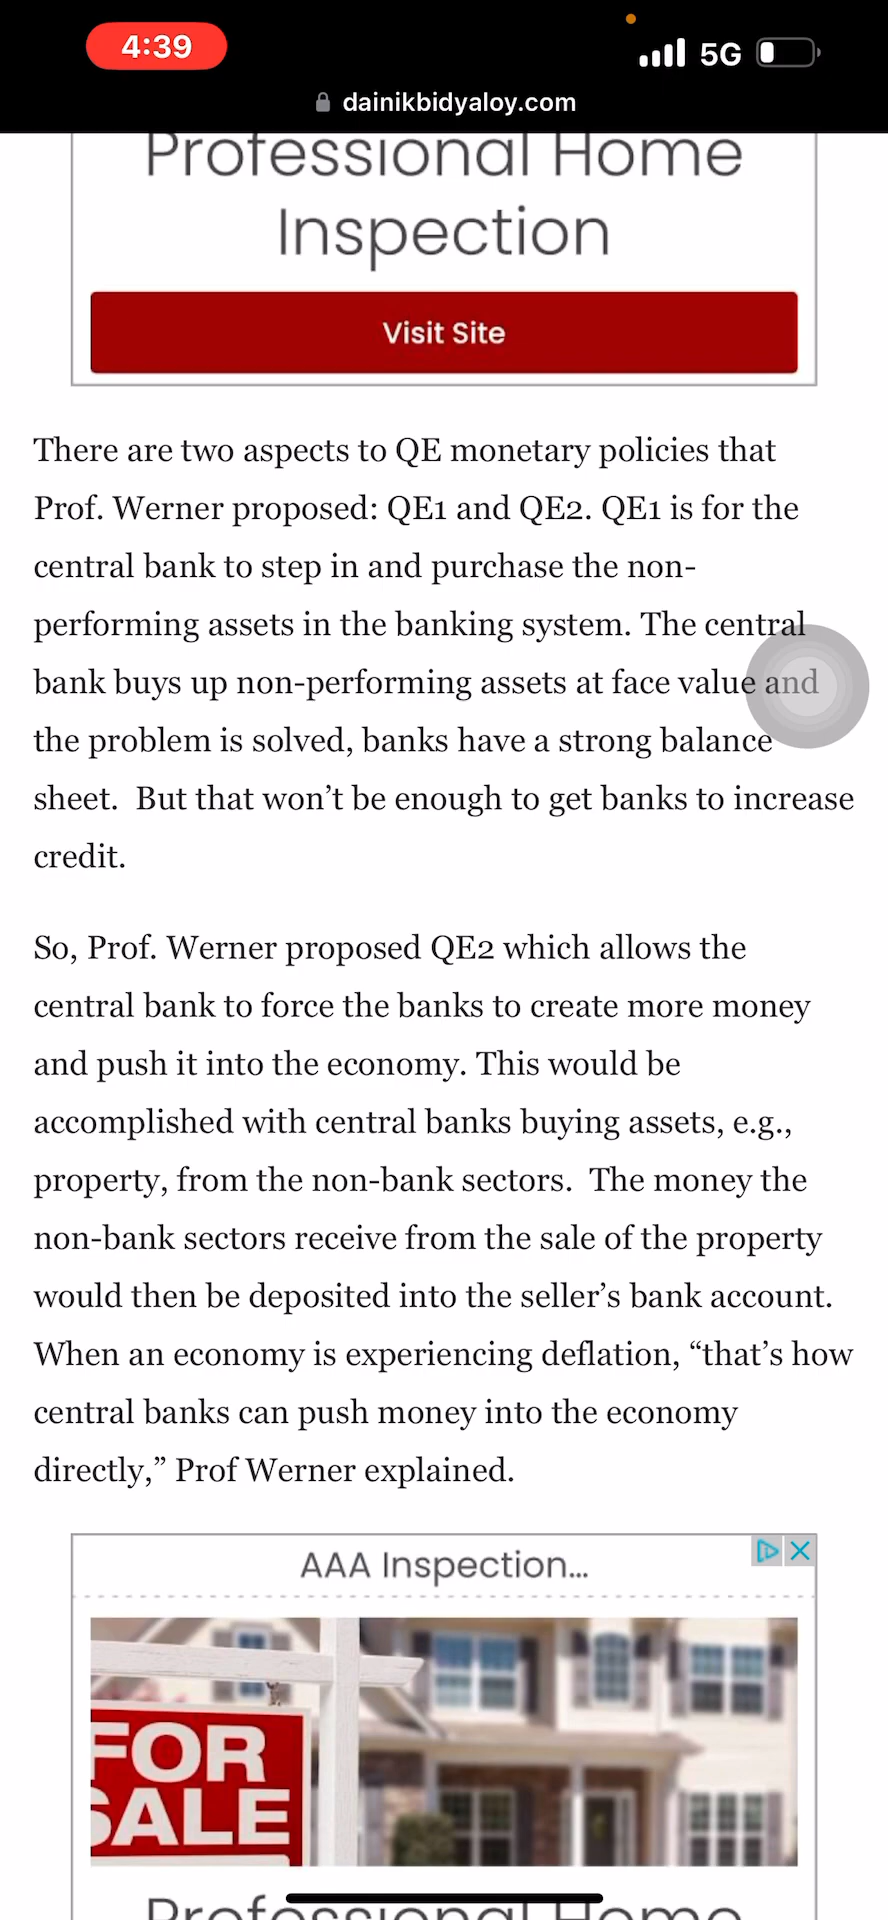 4:39
5G
dainikbidyaloy.com
Professional Home
Inspection
Visit Site
There are two aspects to QE monetary policies that
Prof. Werner proposed: QE1 and QE2. QE1 is for the
central bank to step in and purchase the non-
performing assets in the banking system. The central
bank buys up non-performing assets at face value and
the problem is solved, banks have a strong balance
sheet.  But that won’t be enough to get banks to increase
credit.
So, Prof. Werner proposed QE2 which allows the
central bank to force the banks to create more money
and push it into the economy. This would be
accomplished with central banks buying assets, e.g.,
property, from the non-bank sectors.  The money the
non-bank sectors receive from the sale of the property
would then be deposited into the seller’s bank account.
When an economy is experiencing deflation, “that’s how
central banks can push money into the economy
directly,” Prof Werner explained.
AAA Inspection...
FOR
SALE
Professional Home